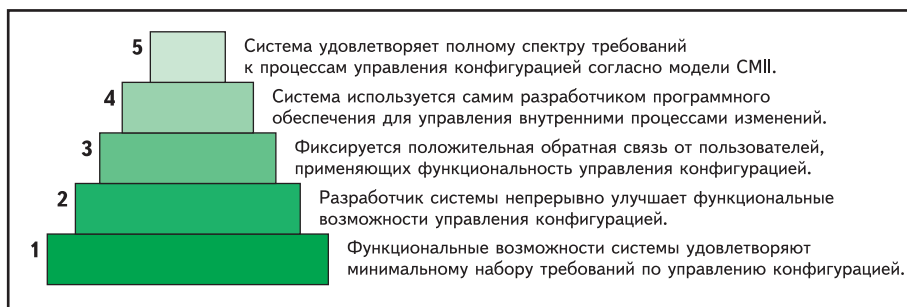 5 Система удовлетворяет полному спектру требований
к процессам управления конфигурацией согласно модели CMII.
4 Система используется самим разработчиком программного
обеспечения для управления внутренними процессами изменений.
3 Фиксируется положительная обратная связь от пользователей,
применяющих функциональность управления конфигурацией.
2 Разработчик системы непрерывно улучшает функциональные
возможности управления конфигурацией.
1 Функциональные возможности системы удовлетворяют
минимальному набору требований по управлению конфигурацией.